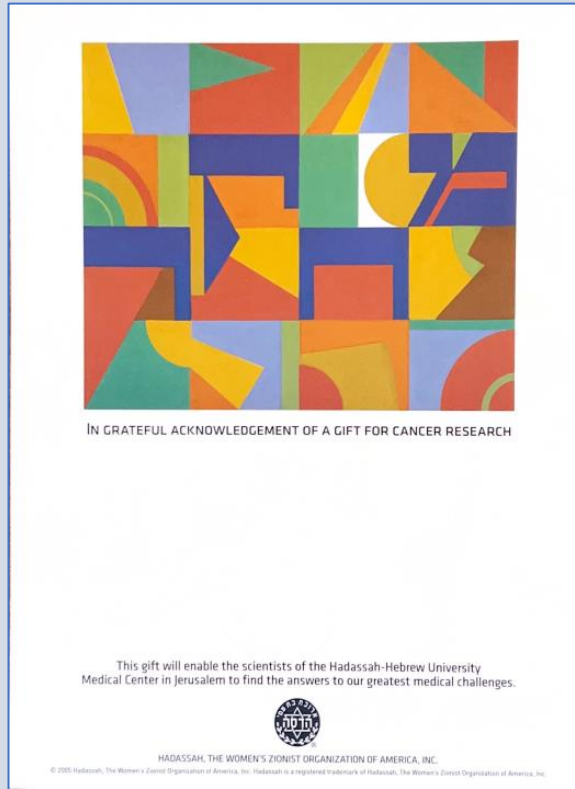 IN GRATEFUL ACKNOWLEDGEMENT OF A GIFT FOR CANCER RESEARCH
This gift will enable the scientists of the Hadassah-Hebrew University
Medical Center in Jerusalem to find the answers to our greatest medical challenges.
הדסה
®
HADASSAH, THE WOMEN'S ZIONIST ORGANIZATION OF AMERICA, INC.
© 2005 Hadassah, The Women's Zionist Organization of America, Inc. Hadassah is a registered trademark of Hadassah, The Women's Zionist Organization of America, Inc.